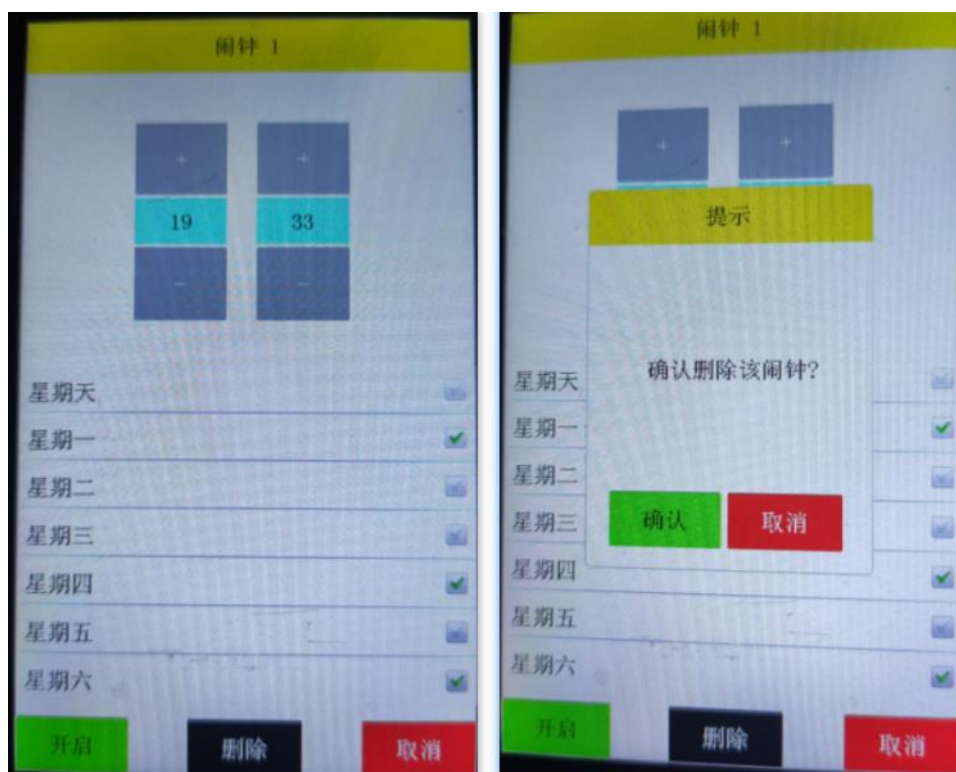 闹钟 1
+ +
19 33
- -
星期天
星期一
星期二
星期三
星期四
星期五
星期六
开启 删除 取消
闹钟 1
+ +
提示
确认删除该闹钟?
确认 取消
星期天
星期一
星期二
星期三
星期四
星期五
星期六
开启 删除 取消